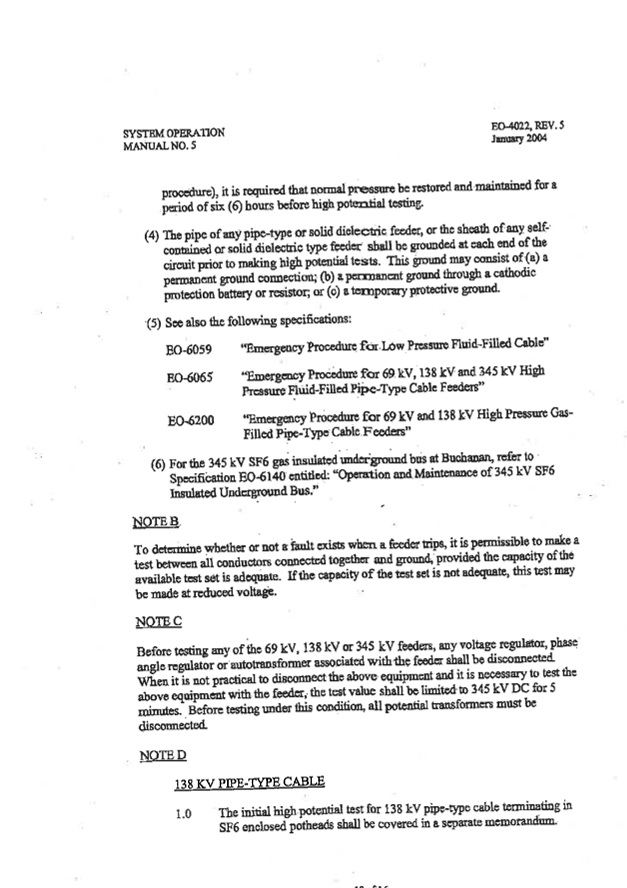 SYSTEM OPERATION
MANUAL NO. 5
EO-4022, REV. 5
January 2004
procedure), it is required that normal pressure be restored and maintained for a
period of six (6) hours before high potential testing.
(4) The pipe of any pipe-type or solid dielectric feeder, or the sheath of any self-
contained or solid dielectric type feeder shall be grounded at each end of the
circuit prior to making high potential tests. This ground may consist of (a) a
permanent ground connection; (b) a permanent ground through a cathodic
protection battery or resistor; or (c) a temporary protective ground.
(5) See also the following specifications:
EO-6059 "Emergency Procedure for Low Pressure Fluid-Filled Cable"
EO-6065 "Emergency Procedure for 69 kV, 138 kV and 345 kV High
Pressure Fluid-Filled Pipe-Type Cable Feeders"
EO-6200 "Emergency Procedure for 69 kV and 138 kV High Pressure Gas-
Filled Pipe-Type Cable Feeders"
(6) For the 345 kV SF6 gas insulated underground bus at Buchanan, refer to
Specification EO-6140 entitled: "Operation and Maintenance of 345 kV SF6
Insulated Underground Bus."
NOTE B
To determine whether or not a fault exists when a feeder trips, it is permissible to make a
test between all conductors connected together and ground, provided the capacity of the
available test set is adequate. If the capacity of the test set is not adequate, this test may
be made at reduced voltage.
NOTE C
Before testing any of the 69 kV, 138 kV or 345 kV feeders, any voltage regulator, phase
angle regulator or autotransformer associated with the feeder shall be disconnected.
When it is not practical to disconnect the above equipment and it is necessary to test the
above equipment with the feeder, the test value shall be limited to 345 kV DC for 5
minutes. Before testing under this condition, all potential transformers must be
disconnected.
NOTE D
138 KV PIPE-TYPE CABLE
1.0 The initial high potential test for 138 kV pipe-type cable terminating in
SF6 enclosed potheads shall be covered in a separate memorandum.